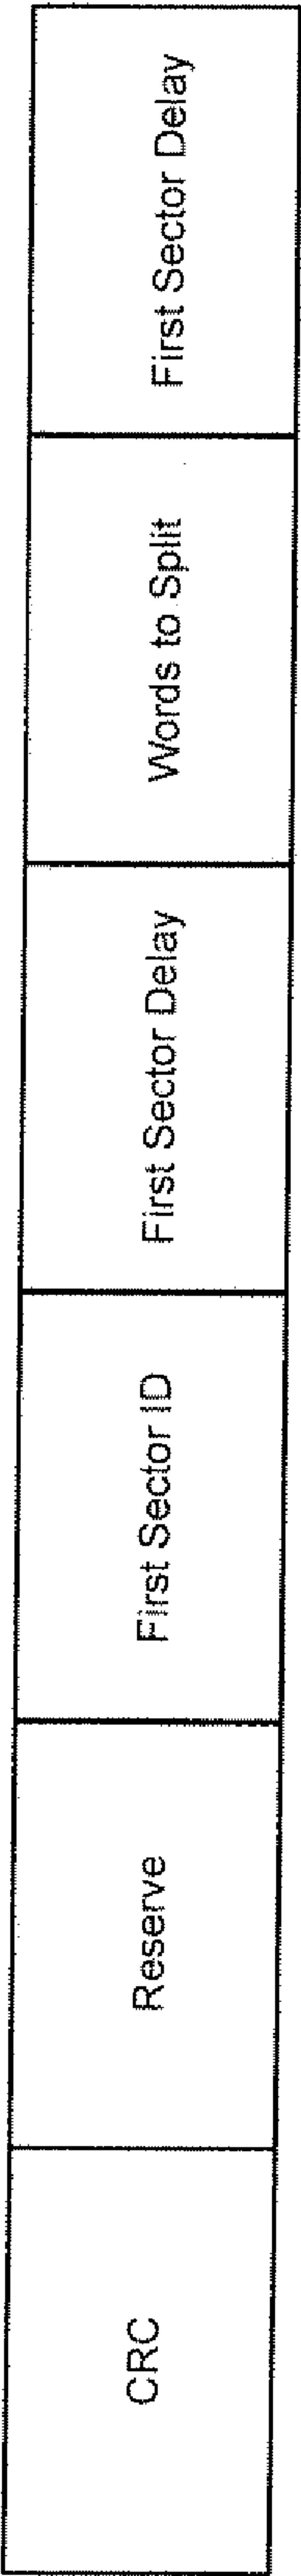 CRC
Reserve
First Sector ID
First Sector Delay
Words to Split
First Sector Delay